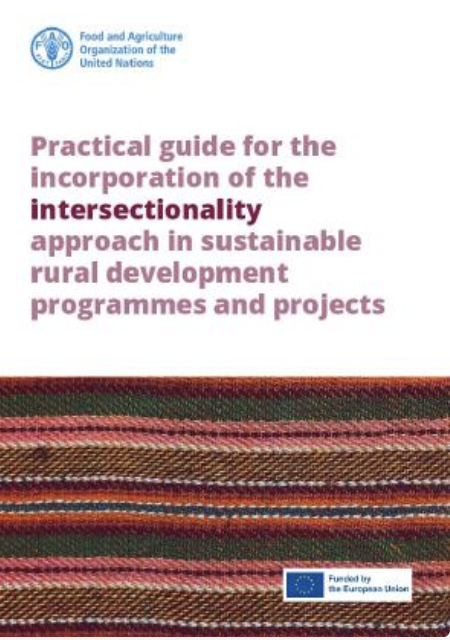 Food and Agriculture
Organization of the
United Nations
Practical guide for the
incorporation of the
intersectionality
approach in sustainable
rural development
programmes and projects
Funded by
the European Union